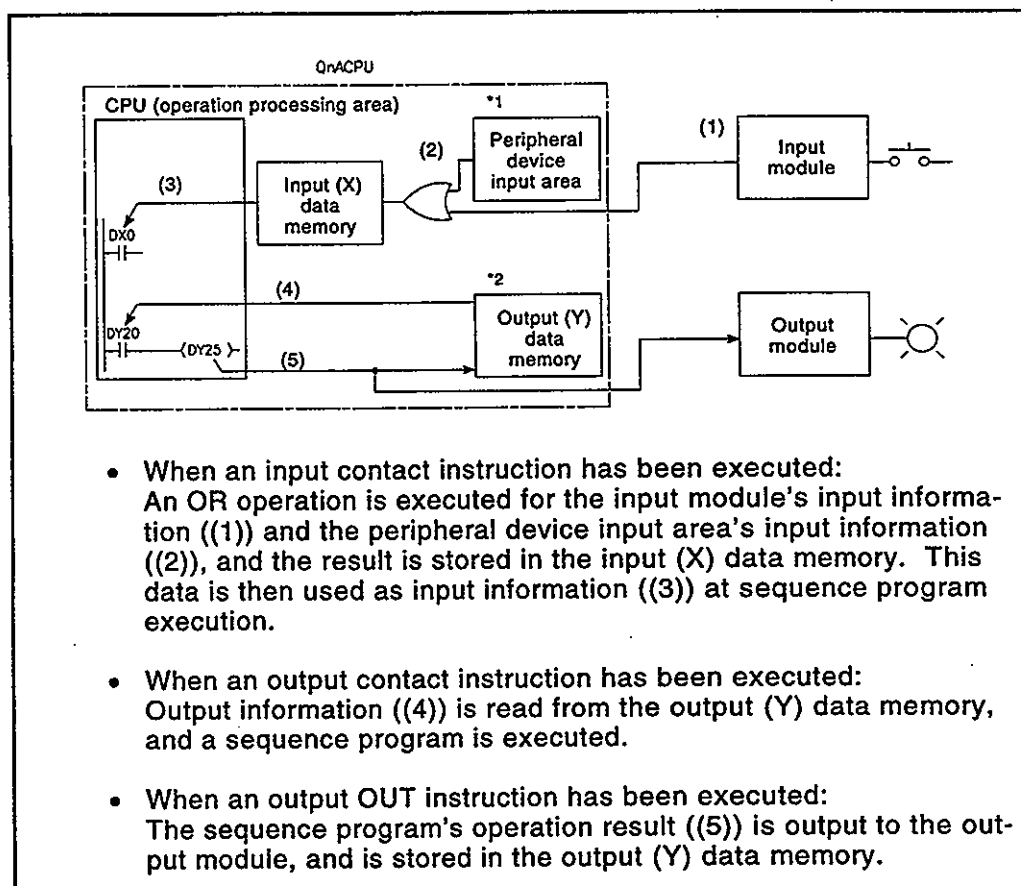 QnACPU
CPU (operation processing area)
*1
Peripheral
device
input area
(1)
Input
module
(2)
(3)
Input (X)
data
memory
DX0
(4)
*2
DY20
Output (Y)
data
memory
Output
module
DY25
(5)
• When an input contact instruction has been executed:
An OR operation is executed for the input module's input informa-
tion ((1)) and the peripheral device input area's input information
((2)), and the result is stored in the input (X) data memory. This
data is then used as input information ((3)) at sequence program
execution.
• When an output contact instruction has been executed:
Output information ((4)) is read from the output (Y) data memory,
and a sequence program is executed.
• When an output OUT instruction has been executed:
The sequence program's operation result ((5)) is output to the out-
put module, and is stored in the output (Y) data memory.